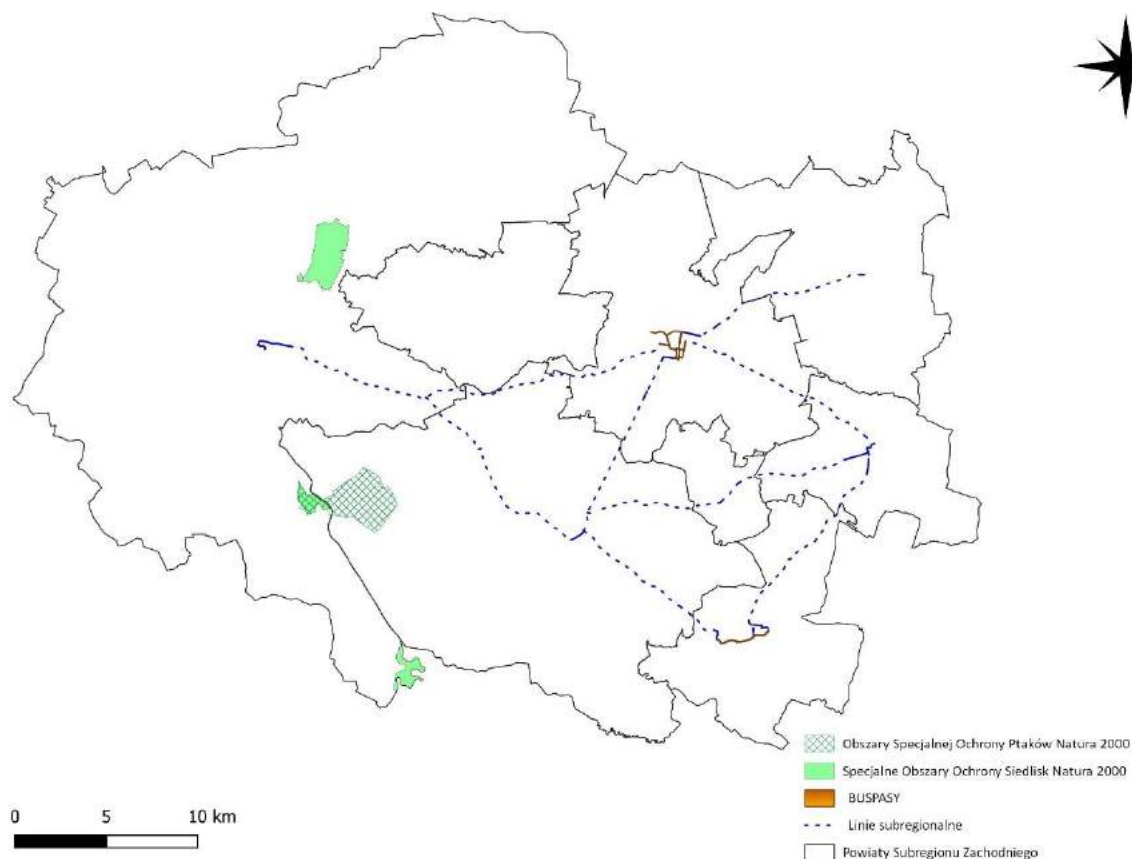 Obszary Specjalnej Ochrony Ptaków Natura 2000
Specjalne Obszary Ochrony Siedlisk Natura 2000
BUSPASY
Linie subregionalne
Powiaty Subregionu Zachodniego
0 5 10 km